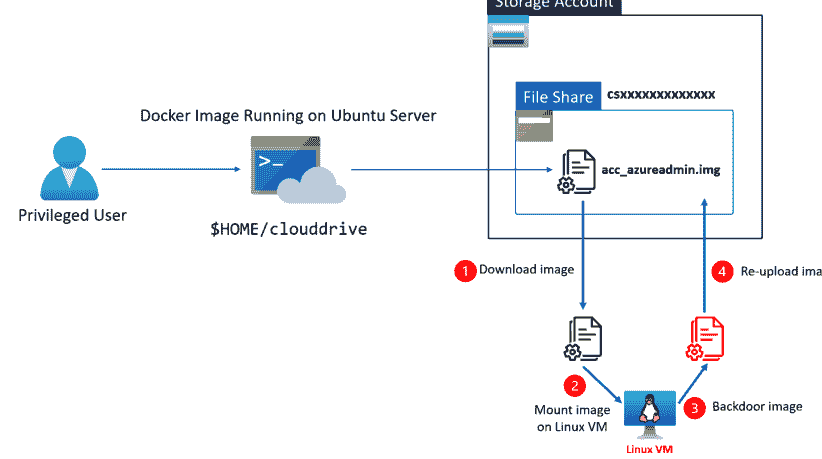 Storage Account
File Share
csxxxxxxxxxxxxx
Docker Image Running on Ubuntu Server
>_
acc_azureadmin.img
Privileged User
$HOME/clouddrive
1 Download image
4 Re-upload ima
2
Mount image
on Linux VM
3 Backdoor image
Linux VM